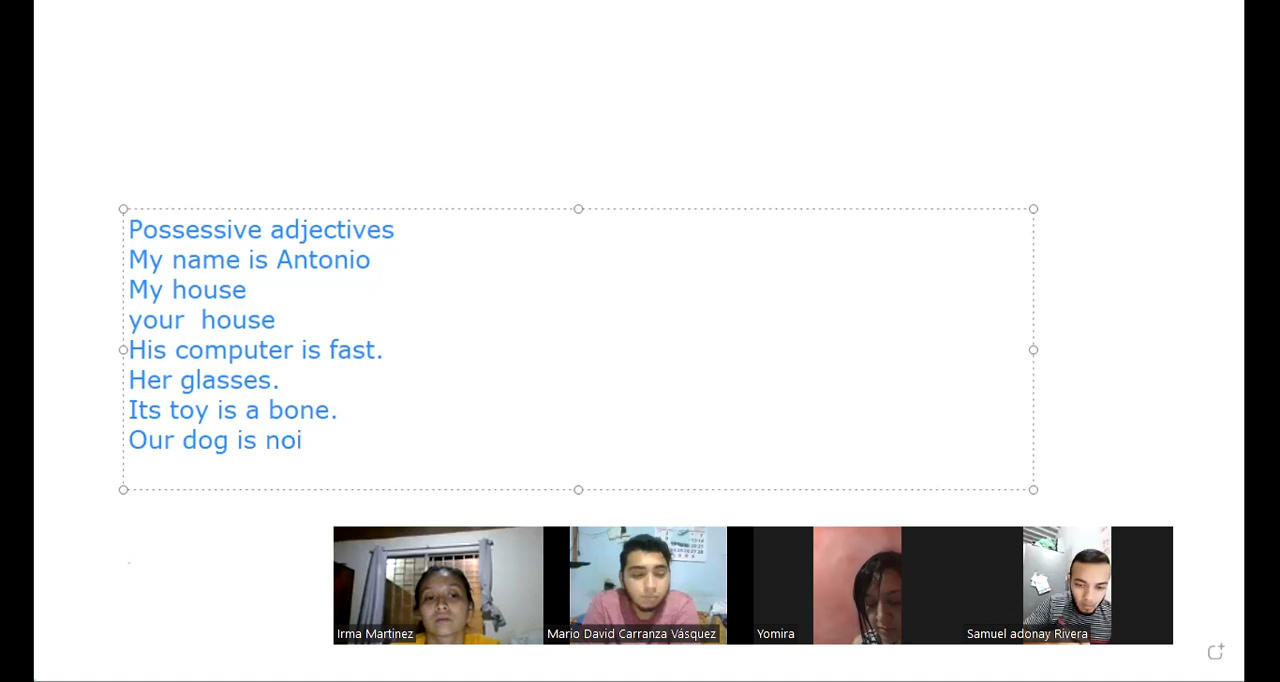 Possessive adjectives
My name is Antonio
My house
your  house
His computer is fast.
Her glasses.
Its toy is a bone.
Our dog is noi
Irma Martinez
Mario David Carranza Vásquez
Yomira
Samuel adonay Rivera